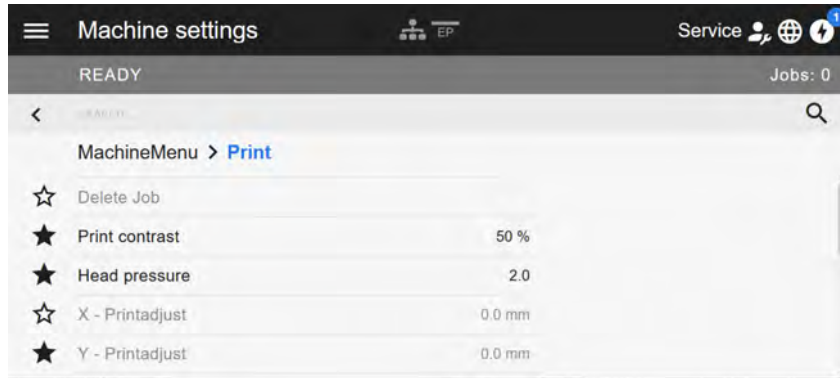 Machine settings EP Service 1
READY Jobs: 0
MachineMenu > Print
Delete Job
Print contrast 50 %
Head pressure 2.0
X - Printadjust 0.0 mm
Y - Printadjust 0.0 mm